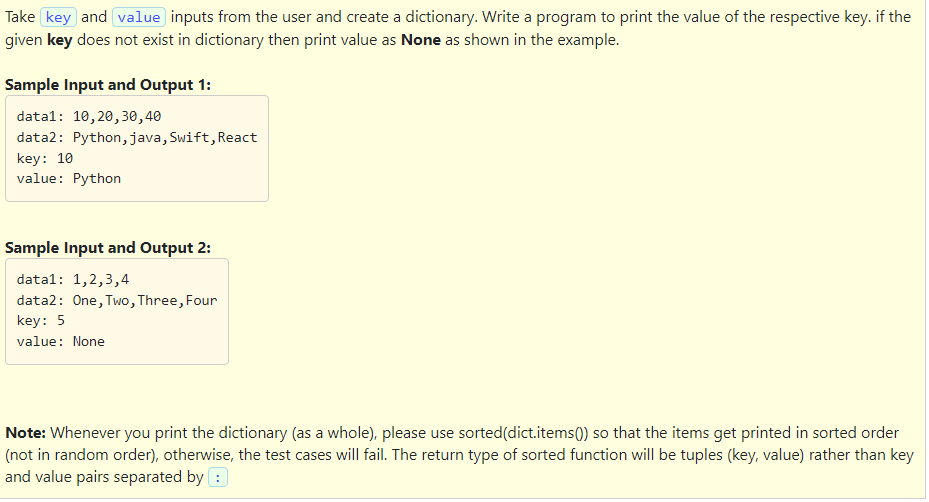 Take key and value inputs from the user and create a dictionary. Write a program to print the value of the respective key. if the
given key does not exist in dictionary then print value as None as shown in the example.
Sample Input and Output 1:
data1: 10,20,30,40
data2: Python,java,Swift,React
key: 10
value: Python
Sample Input and Output 2:
data1: 1,2,3,4
data2: One,Two,Three,Four
key: 5
value: None
Note: Whenever you print the dictionary (as a whole), please use sorted(dict.items()) so that the items get printed in sorted order
(not in random order), otherwise, the test cases will fail. The return type of sorted function will be tuples (key, value) rather than key
and value pairs separated by :